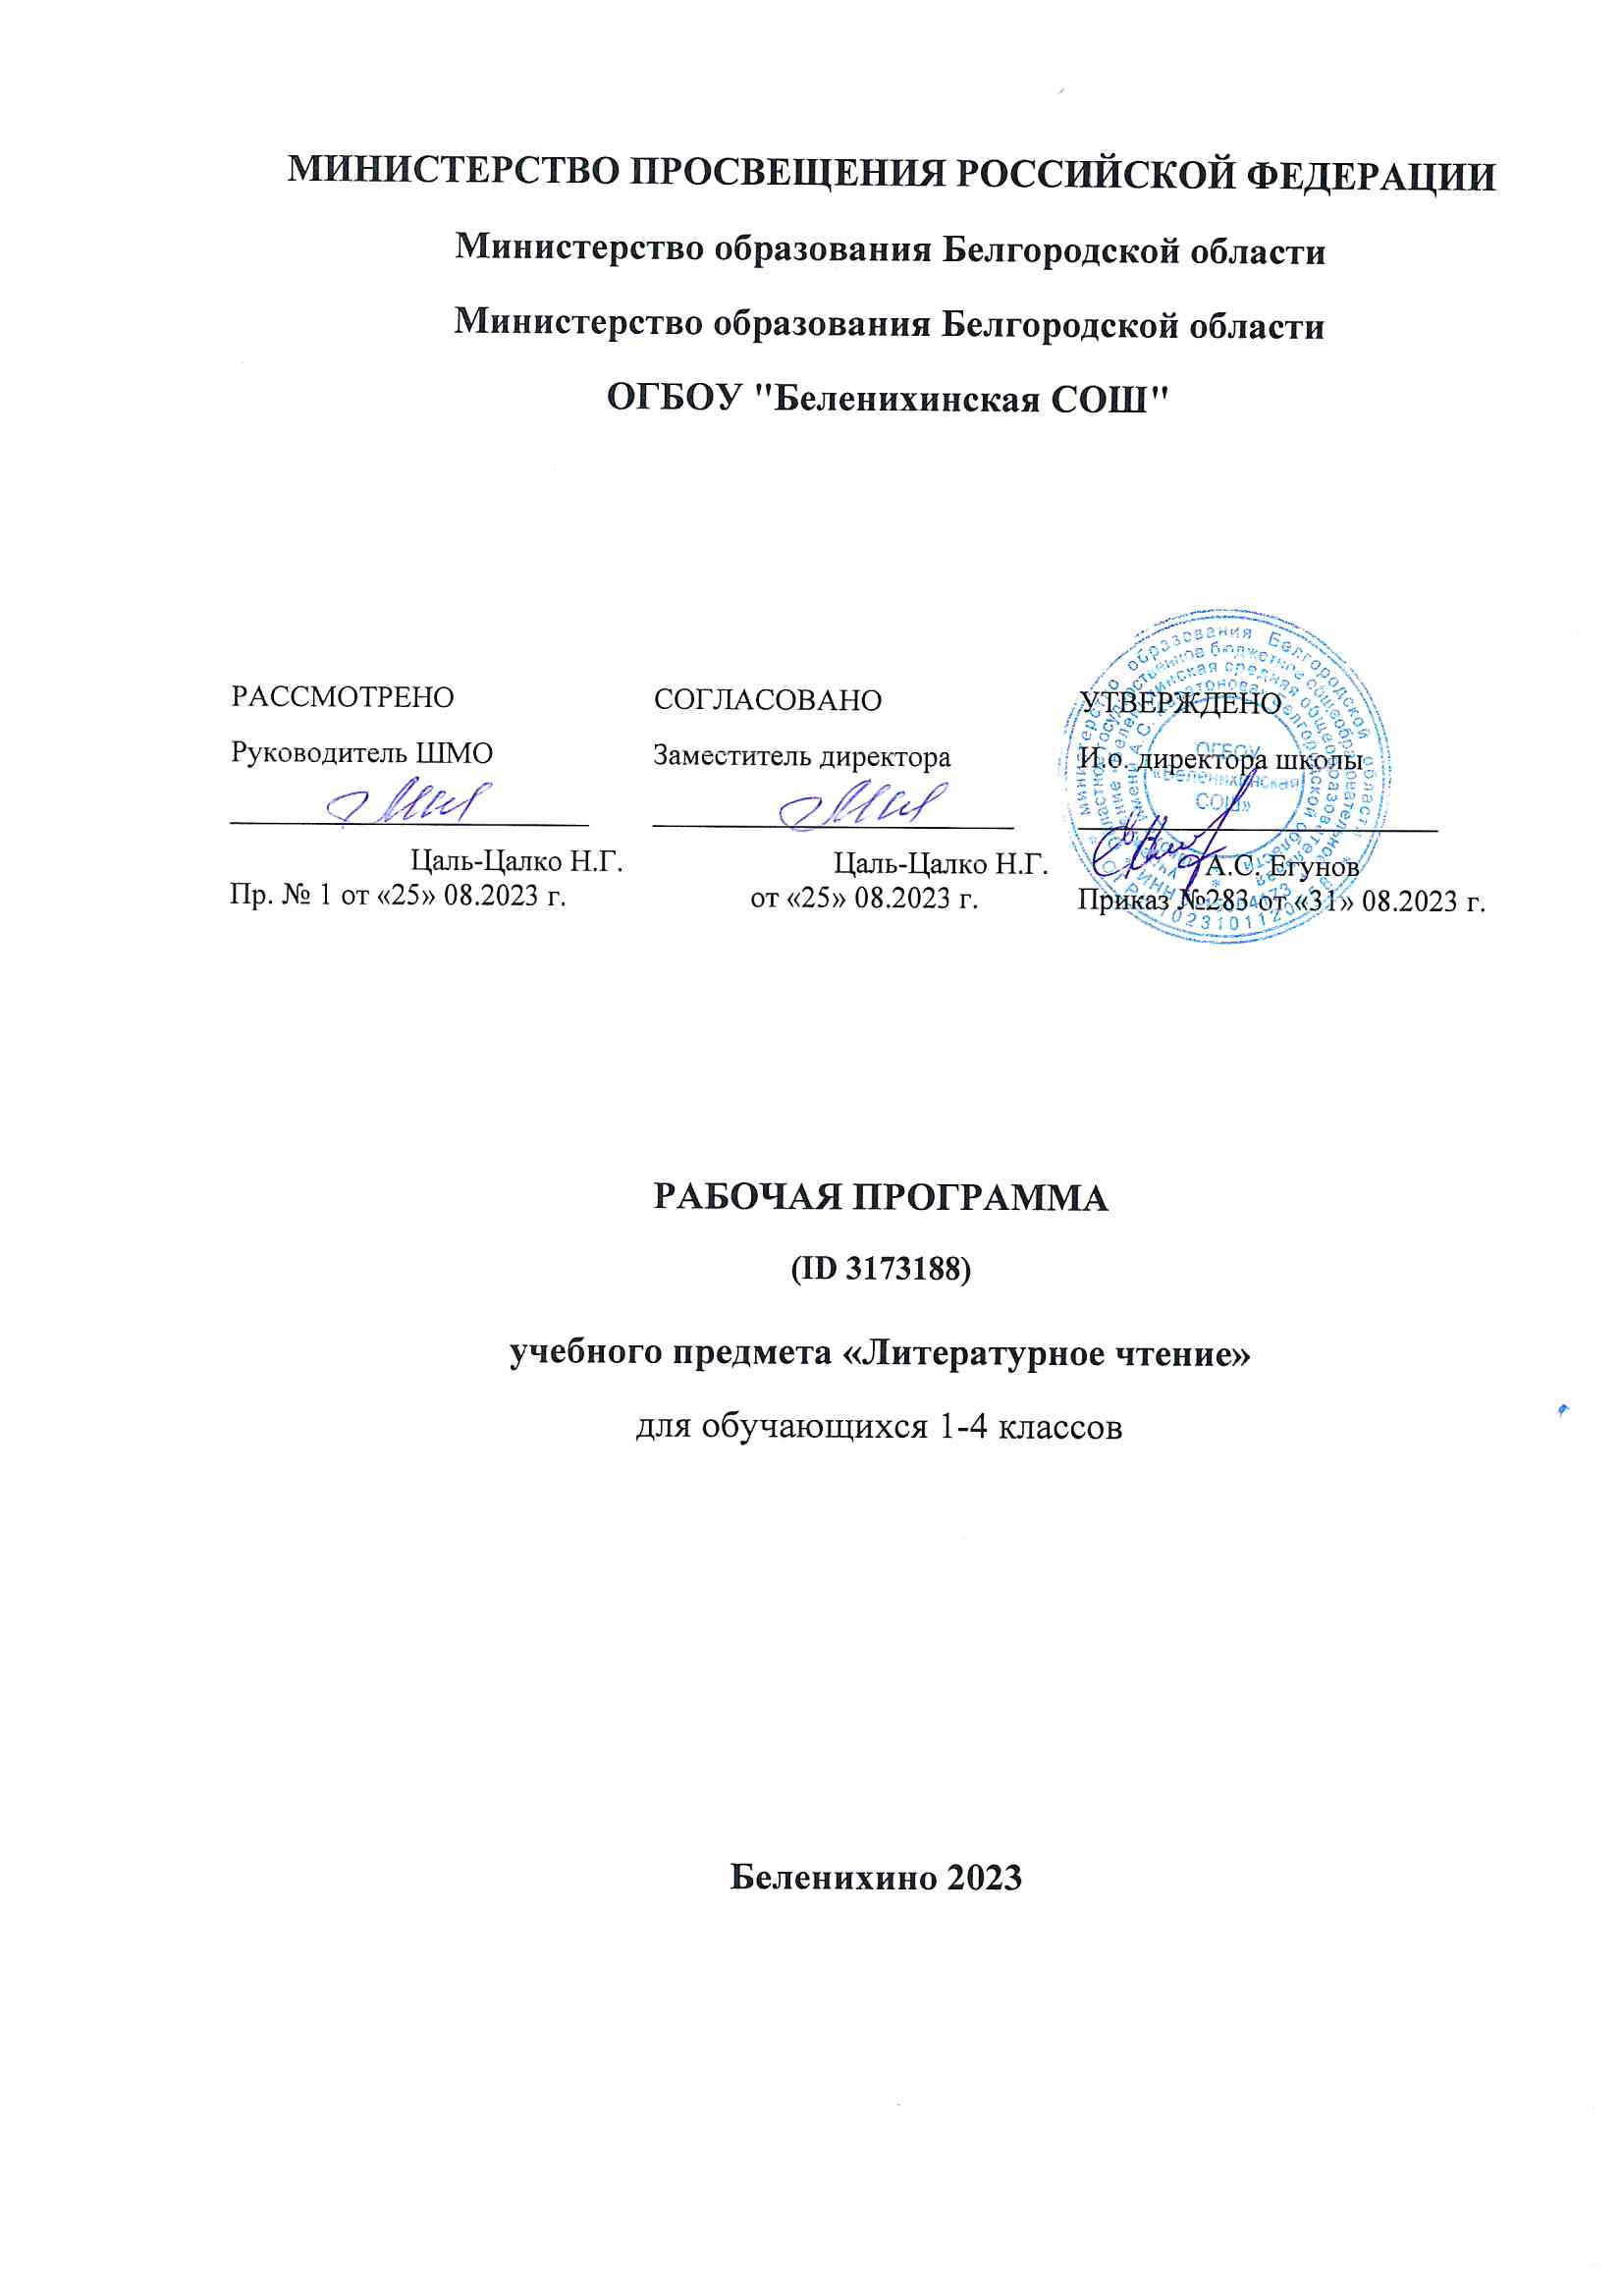 МИНИСТЕРСТВО ПРОСВЕЩЕНИЯ РОССИЙСКОЙ ФЕДЕРАЦИИ
Министерство образования Белгородской области
Министерство образования Белгородской области
ОГБОУ "Беленихинская СОШ"
РАССМОТРЕНО
Руководитель ШМО
Цаль-Цалко Н.Г.
Пр. № 1 от «25» 08.2023 г.
СОГЛАСОВАНО
Заместитель директора
Цаль-Цалко Н.Г.
от «25» 08.2023 г.
УТВЕРЖДЕНО
И.о. директора школы
А.С. Егунов
Приказ №283 от «31» 08.2023 г.
ОГБОУ
«Беленихинская
СОШ»
РАБОЧАЯ ПРОГРАММА
(ID 3173188)
учебного предмета «Литературное чтение»
для обучающихся 1-4 классов
Беленихино 2023